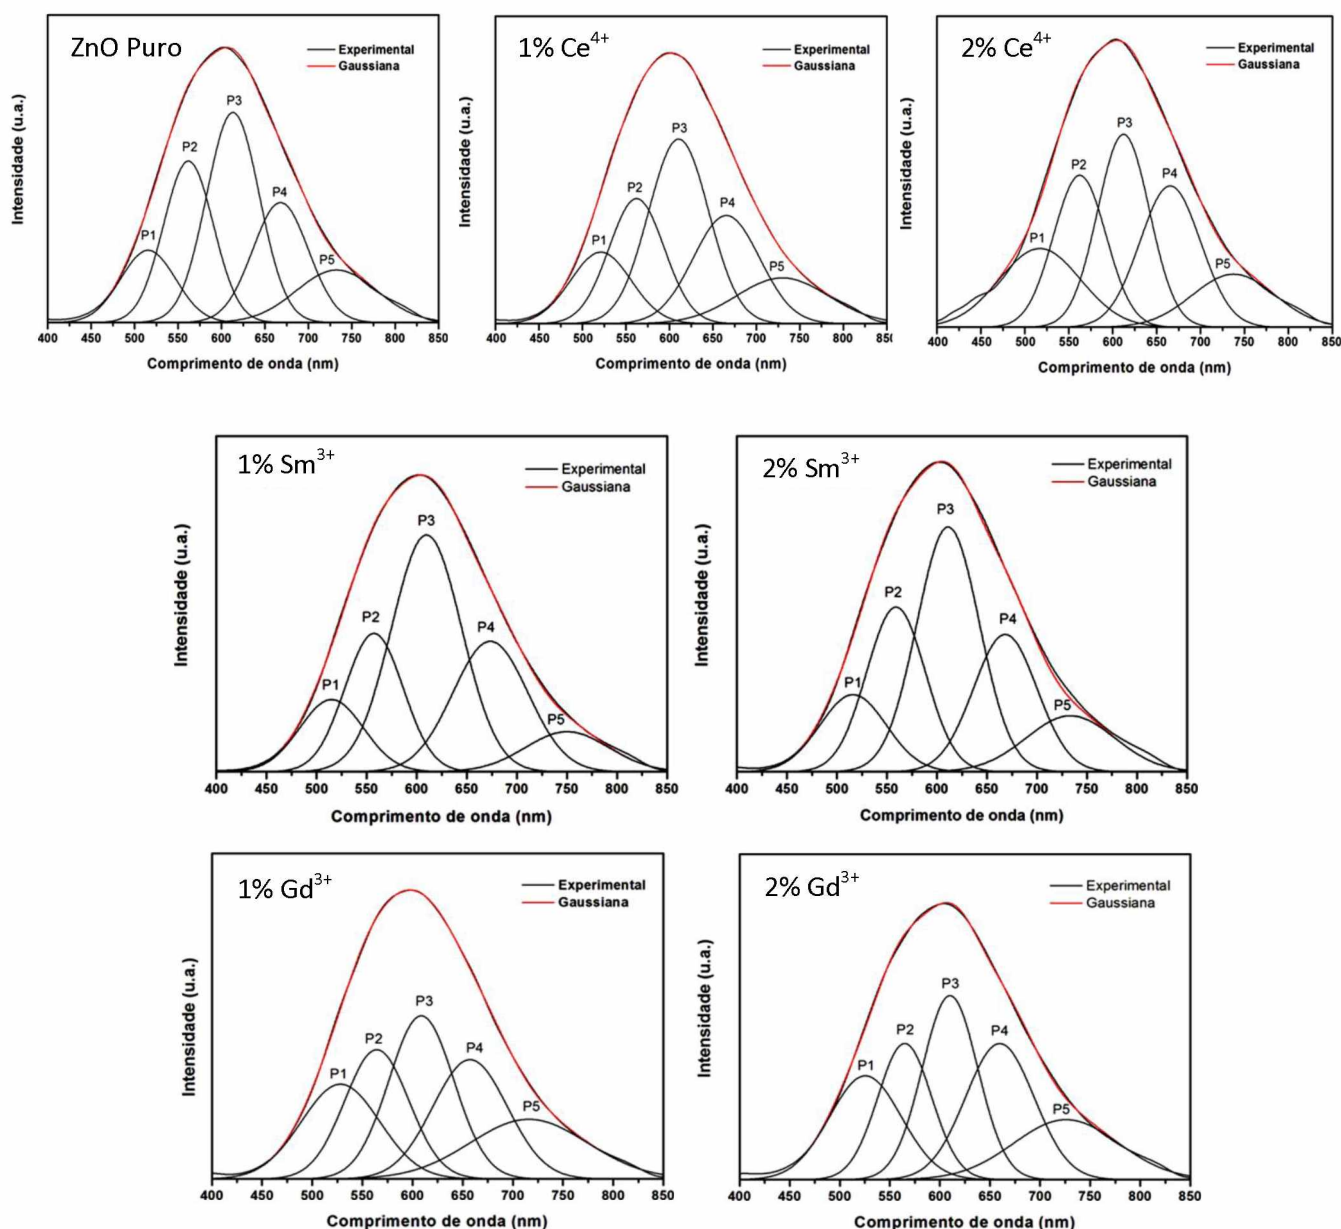 ZnO Puro
Experimental
Gaussiana
P1
P2
P3
P4
P5
Intensidade (u.a.)
400 450 500 550 600 650 700 750 800 850
Comprimento de onda (nm)
1% Ce4+
Experimental
Gaussiana
P1
P2
P3
P4
P5
Intensidade (u.a.)
400 450 500 550 600 650 700 750 800 850
Comprimento de onda (nm)
2% Ce4+
Experimental
Gaussiana
P1
P2
P3
P4
P5
Intensidade (u.a.)
400 450 500 550 600 650 700 750 800 850
Comprimento de onda (nm)
1% Sm3+
Experimental
Gaussiana
P1
P2
P3
P4
P5
Intensidade (u.a.)
400 450 500 550 600 650 700 750 800 850
Comprimento de onda (nm)
2% Sm3+
Experimental
Gaussiana
P1
P2
P3
P4
P5
Intensidade (u.a.)
400 450 500 550 600 650 700 750 800 850
Comprimento de onda (nm)
1% Gd3+
Experimental
Gaussiana
P1
P2
P3
P4
P5
Intensidade (u.a.)
400 450 500 550 600 650 700 750 800 850
Comprimento de onda (nm)
2% Gd3+
Experimental
Gaussiana
P1
P2
P3
P4
P5
Intensidade (u.a.)
400 450 500 550 600 650 700 750 800 850
Comprimento de onda (nm)